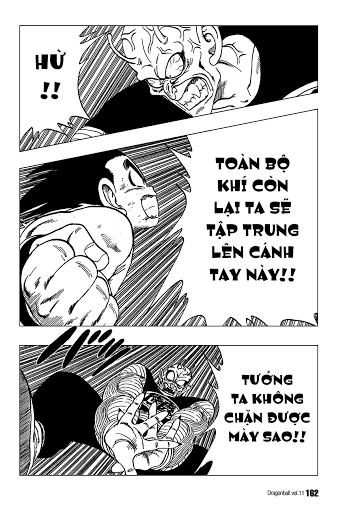 HỪ
!!
TOÀN BỘ
KHÍ CÒN
LẠI TA SẼ
TẬP TRUNG
LÊN CÁNH
TAY NÀY!!
TƯỞNG
TA KHÔNG
CHẶN ĐƯỢC
MÀY SAO!!
Dragonball vol.11 162